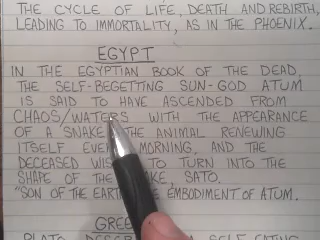 THE CYCLE OF LIFE, DEATH AND REBIRTH,
LEADING TO IMMORTALITY, AS IN THE PHOENIX.
EGYPT
IN THE EGYPTIAN BOOK OF THE DEAD,
THE SELF-BEGETTING SUN-GOD ATUM
IS SAID TO HAVE ASCENDED FROM
CHAOS/WATERS WITH THE APPEARANCE
OF A SNAKE, THE ANIMAL RENEWING
ITSELF EVERY MORNING, AND THE
DECEASED TO TURN INTO THE
SHAPE OF THE SATO.
"SON OF THE EARTH EMBODIMENT OF ATUM.